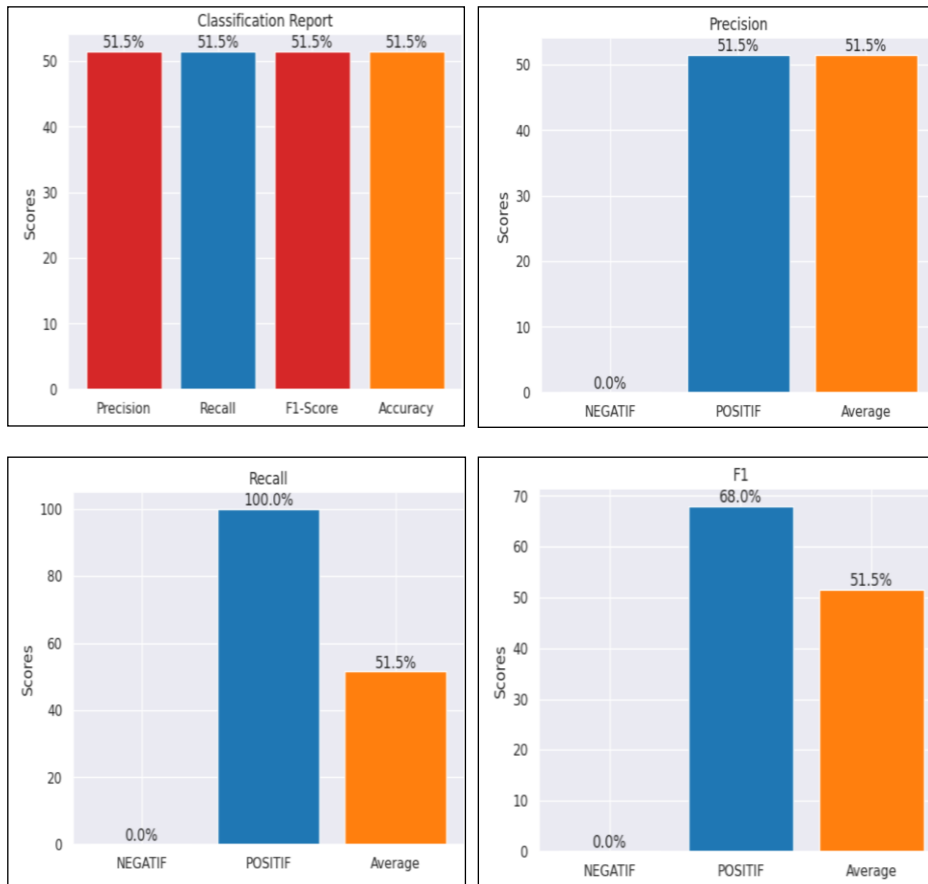 Classification Report
51.5% 51.5% 51.5% 51.5%
50
40
30
20
10
0
Scores
Precision Recall F1-Score Accuracy
Precision
51.5% 51.5%
50
40
30
20
10
0
Scores
0.0%
NEGATIF POSITIF Average
Recall
100.0%
100
80
60
51.5%
40
20
0
Scores
0.0%
NEGATIF POSITIF Average
F1
70
68.0%
60
51.5%
50
40
30
20
10
0
Scores
0.0%
NEGATIF POSITIF Average